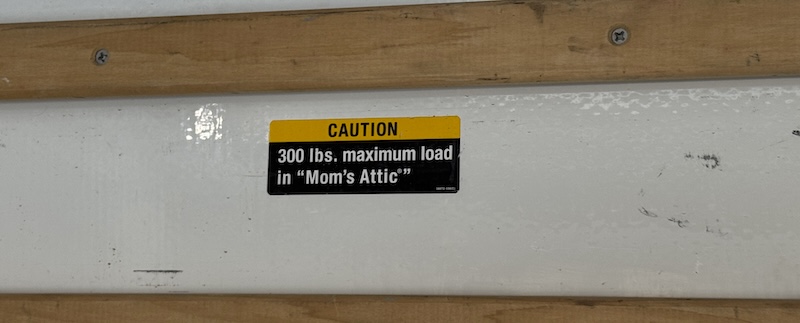 CAUTION
300 lbs. maximum load
in “Mom’s Attic®”